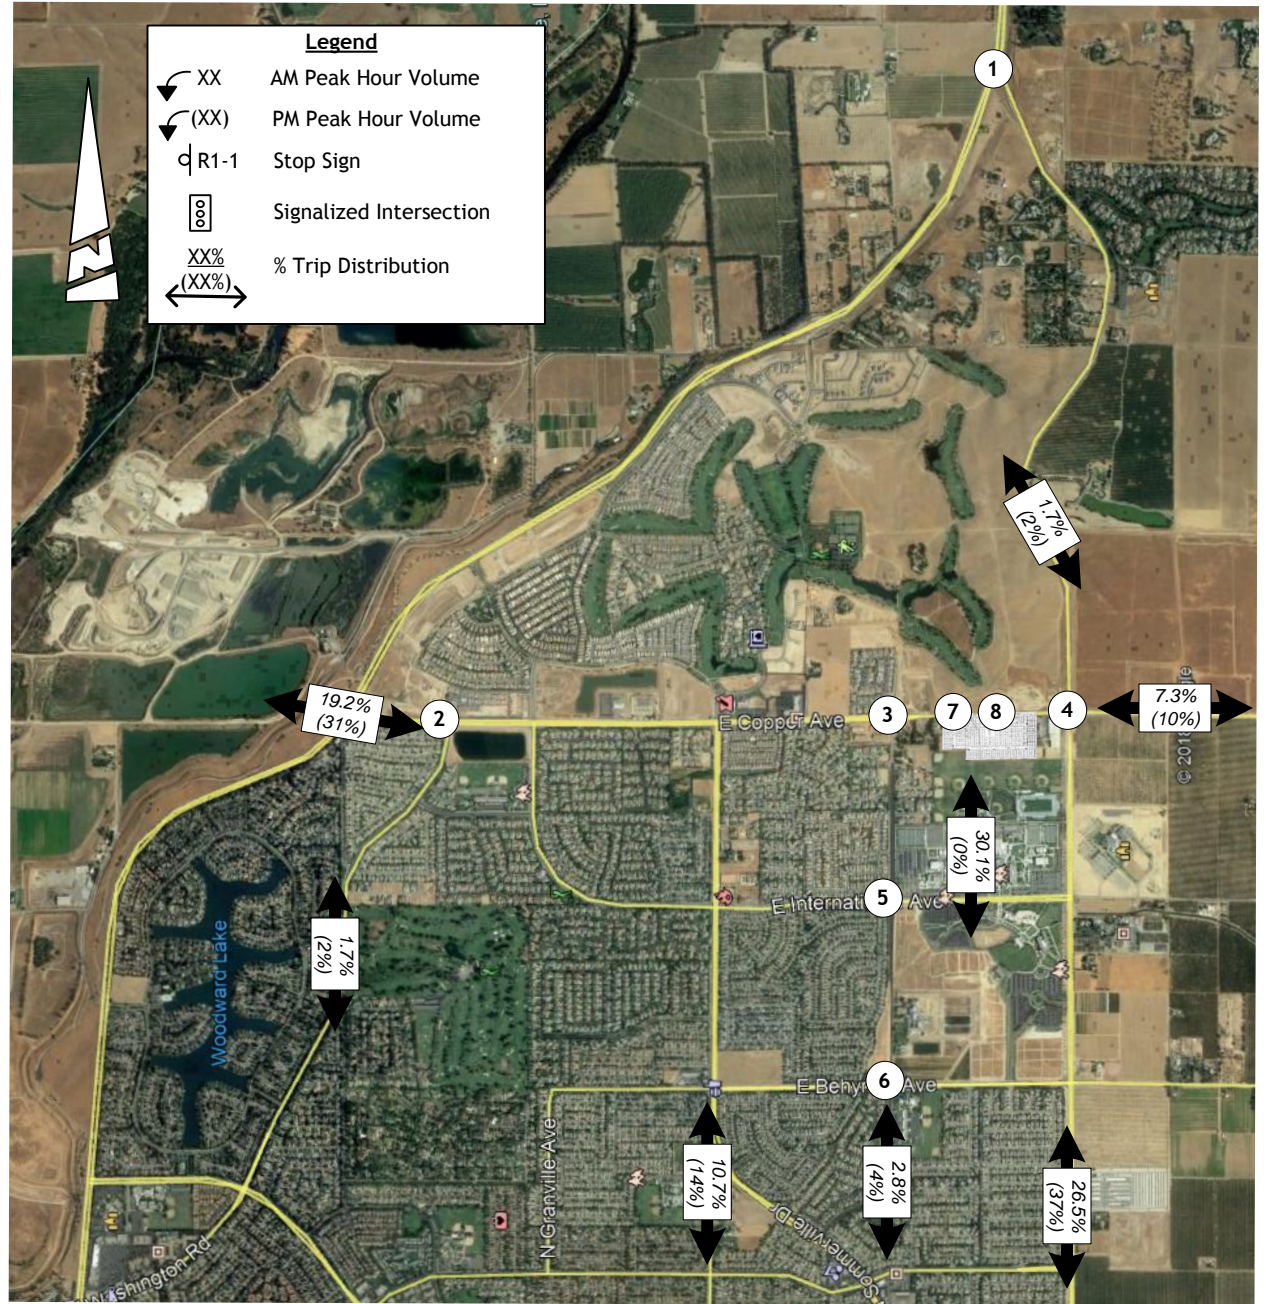 Legend
XX AM Peak Hour Volume
(XX) PM Peak Hour Volume
R1-1 Stop Sign
Signalized Intersection
XX%
(XX%)
% Trip Distribution
N
1
1.7%
(2%)
19.2%
(31%)
2
E Copper Ave
3
7
8
4
7.3%
(10%)
30.1%
(0%)
5
E Internati
Ave
1.7%
(2%)
Woodward Lake
6
E Behy
Ave
10.7%
(14%)
2.8%
(4%)
26.5%
(37%)
N Granville Ave
Sommerville Dr
Washington Rd
© 2018
gle